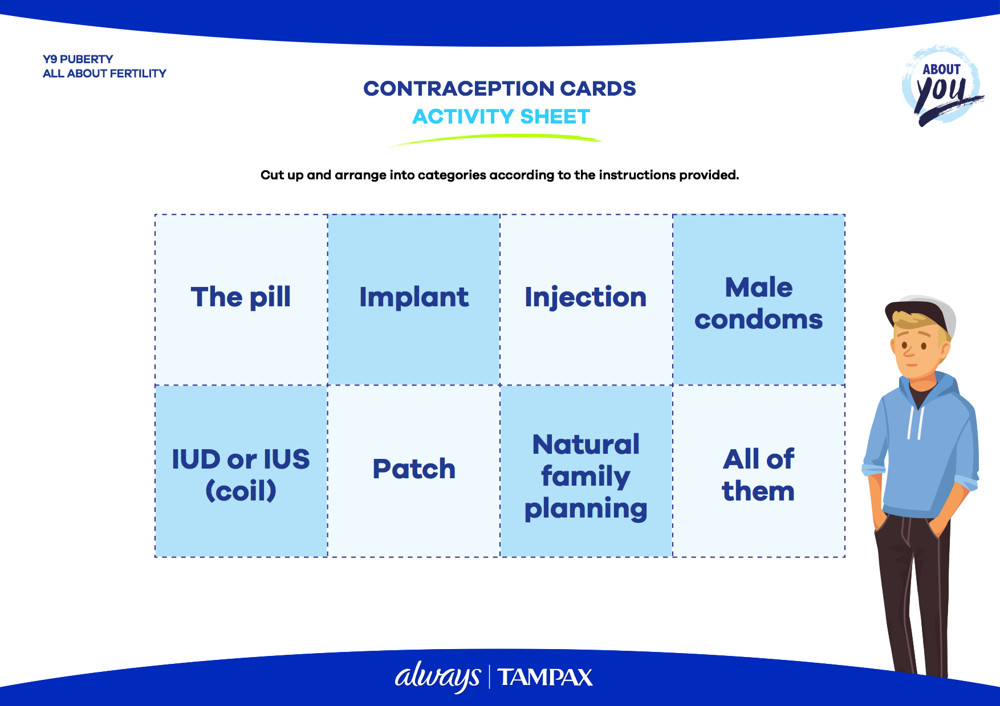 Y9 PUBERTY
ALL ABOUT FERTILITY
ABOUT
you
CONTRACEPTION CARDS
ACTIVITY SHEET
Cut up and arrange into categories according to the instructions provided.
The pill
Implant
Injection
Male
condoms
IUD or IUS
(coil)
Patch
Natural
family
planning
All of
them
always | TAMPAX